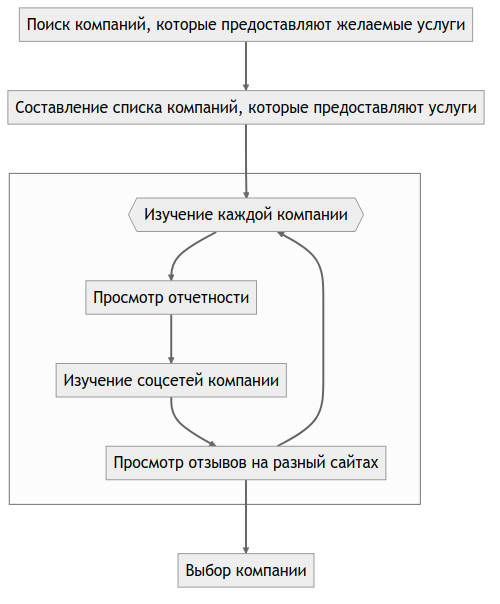 Поиск компаний, которые предоставляют желаемые услуги
Составление списка компаний, которые предоставляют услуги
Изучение каждой компании
Просмотр отчетности
Изучение соцсетей компании
Просмотр отзывов на разный сайтах
Выбор компании